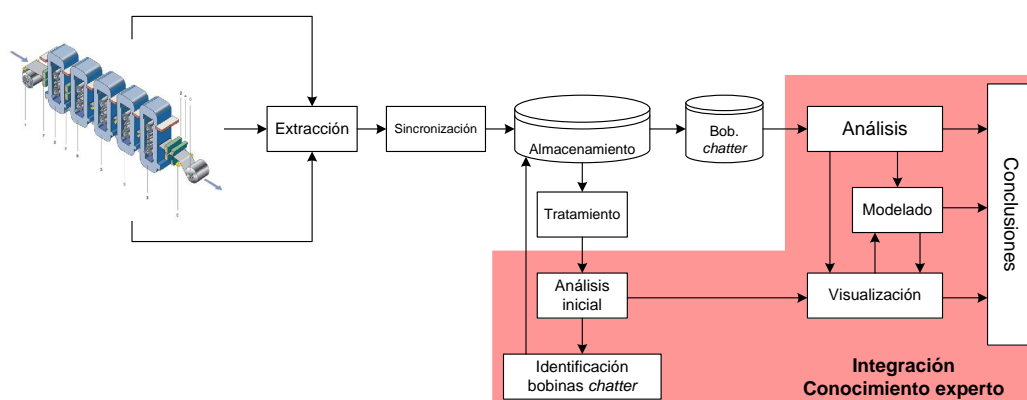 Extracción
Sincronización
Almacenamiento
Bob.
chatter
Análisis
Conclusiones
Tratamiento
Modelado
Análisis
inicial
Visualización
Identificación
bobinas chatter
Integración
Conocimiento experto